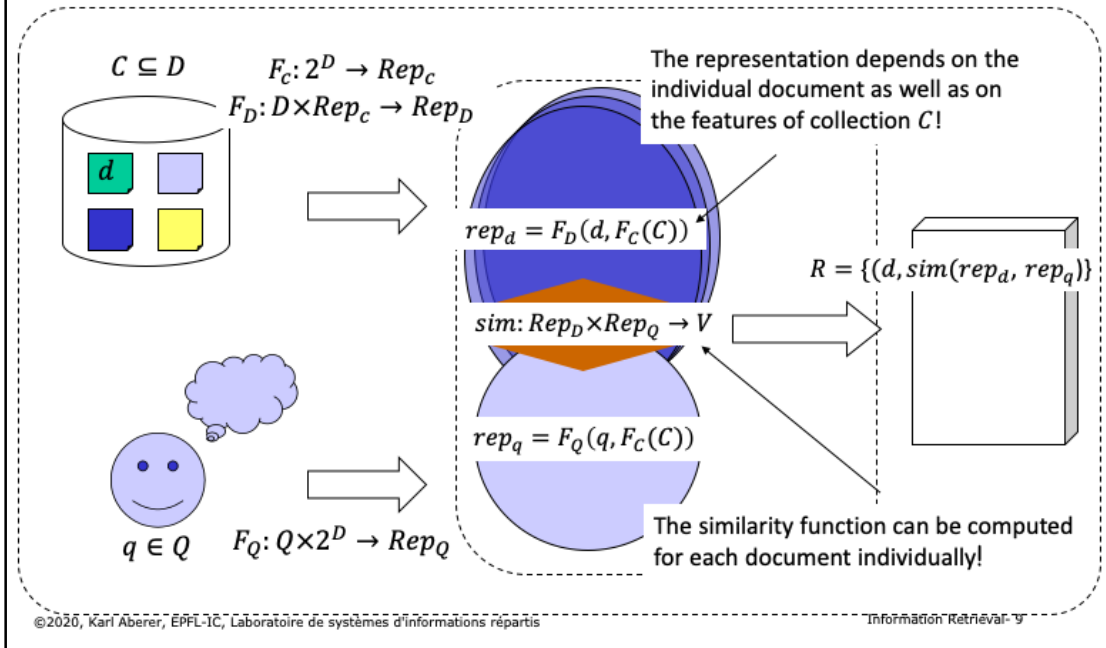 C ⊆ D
F_c: 2^D → Rep_c
F_D: D×Rep_c → Rep_D
The representation depends on the
individual document as well as on
the features of collection C!
d
rep_d = F_D(d, F_C(C))
R = {(d, sim(rep_d, rep_q)}
sim: Rep_D×Rep_Q → V
rep_q = F_Q(q, F_C(C))
q ∈ Q
F_Q: Q×2^D → Rep_Q
The similarity function can be computed
for each document individually!
©2020, Karl Aberer, EPFL-IC, Laboratoire de systèmes d'informations répartis
Information Retrieval- 9